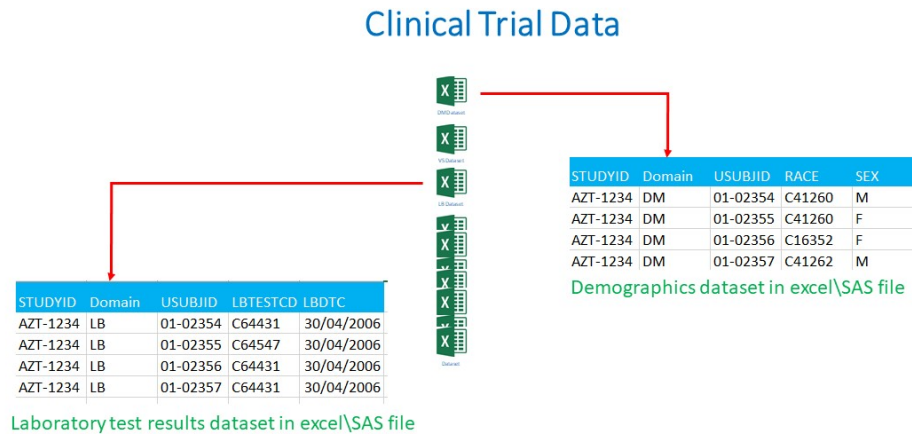 Clinical Trial Data
DM Dataset
VS Dataset
LB Dataset
Dataset
STUDYID Domain USUBJID RACE SEX
AZT-1234 DM 01-02354 C41260 M
AZT-1234 DM 01-02355 C41260 F
AZT-1234 DM 01-02356 C16352 F
AZT-1234 DM 01-02357 C41262 M
Demographics dataset in excel\SAS file
STUDYID Domain USUBJID LBTESTCD LBDTC
AZT-1234 LB 01-02354 C64431 30/04/2006
AZT-1234 LB 01-02355 C64547 30/04/2006
AZT-1234 LB 01-02356 C64431 30/04/2006
AZT-1234 LB 01-02357 C64431 30/04/2006
Laboratory test results dataset in excel\SAS file